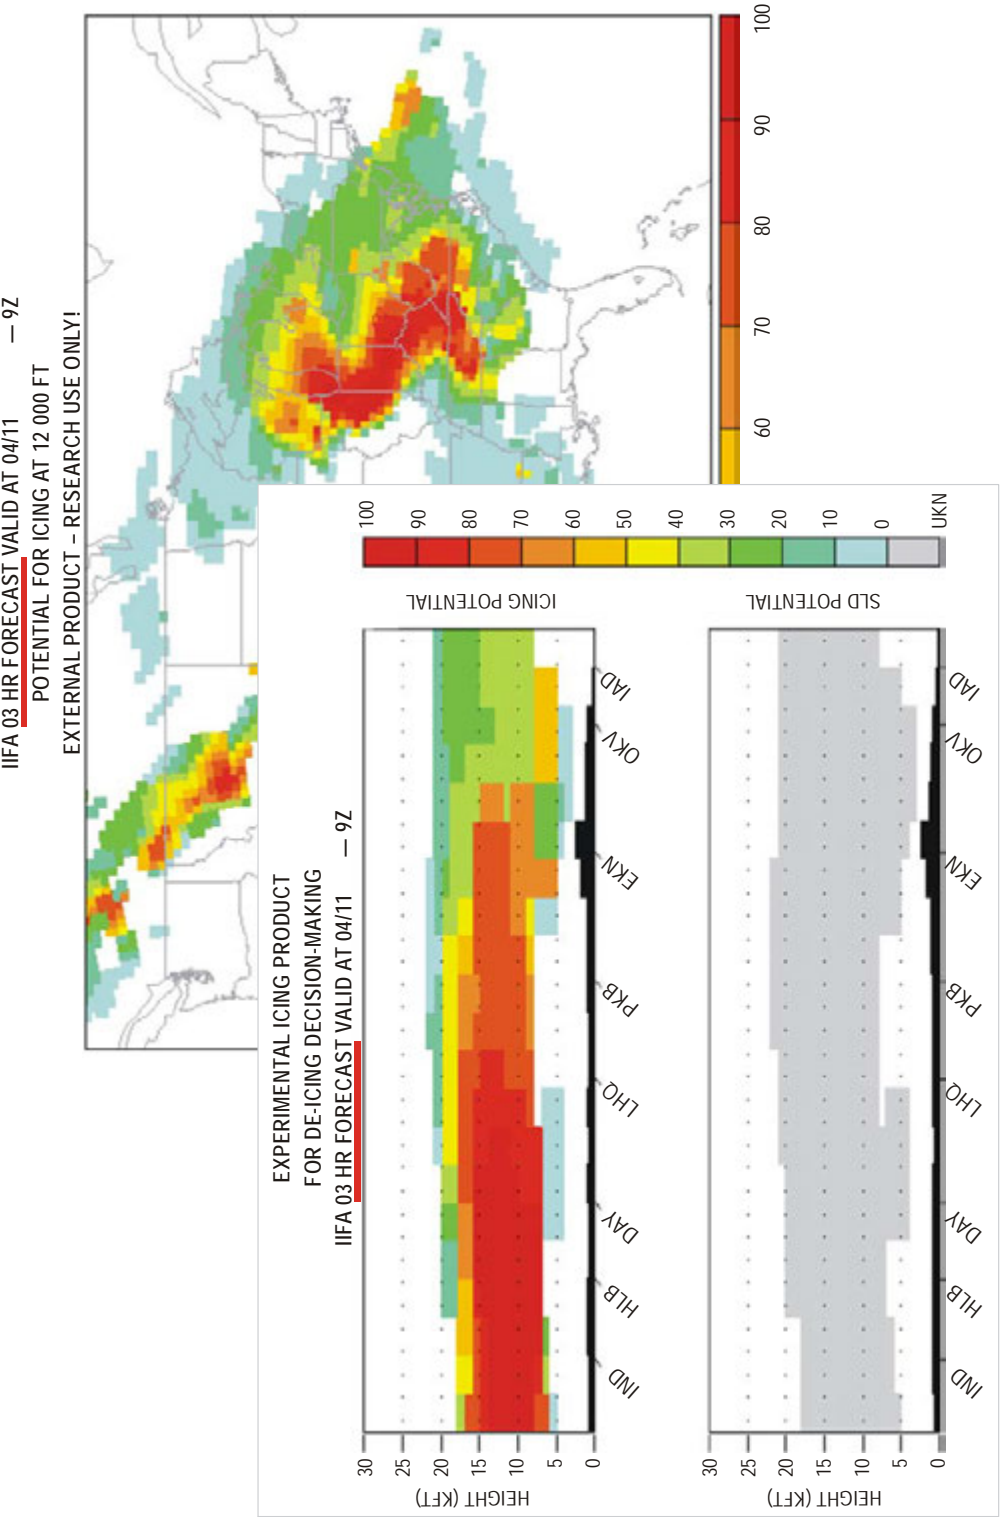 IIFA 03 HR FORECAST VALID AT 04/11 — 9Z
POTENTIAL FOR ICING AT 12 000 FT
EXTERNAL PRODUCT – RESEARCH USE ONLY!
60 70 80 90 100
EXPERIMENTAL ICING PRODUCT
FOR DE-ICING DECISION-MAKING
IIFA 03 HR FORECAST VALID AT 04/11 — 9Z
HEIGHT (KFT)
30
25
20
15
10
5
0
IND HLB DAY LHQ PKB EKN OKV IAD
ICING POTENTIAL
100
90
80
70
60
50
40
30
20
10
0
UKN
HEIGHT (KFT)
30
25
20
15
10
5
0
IND HLB DAY LHQ PKB EKN OKV IAD
SLD POTENTIAL